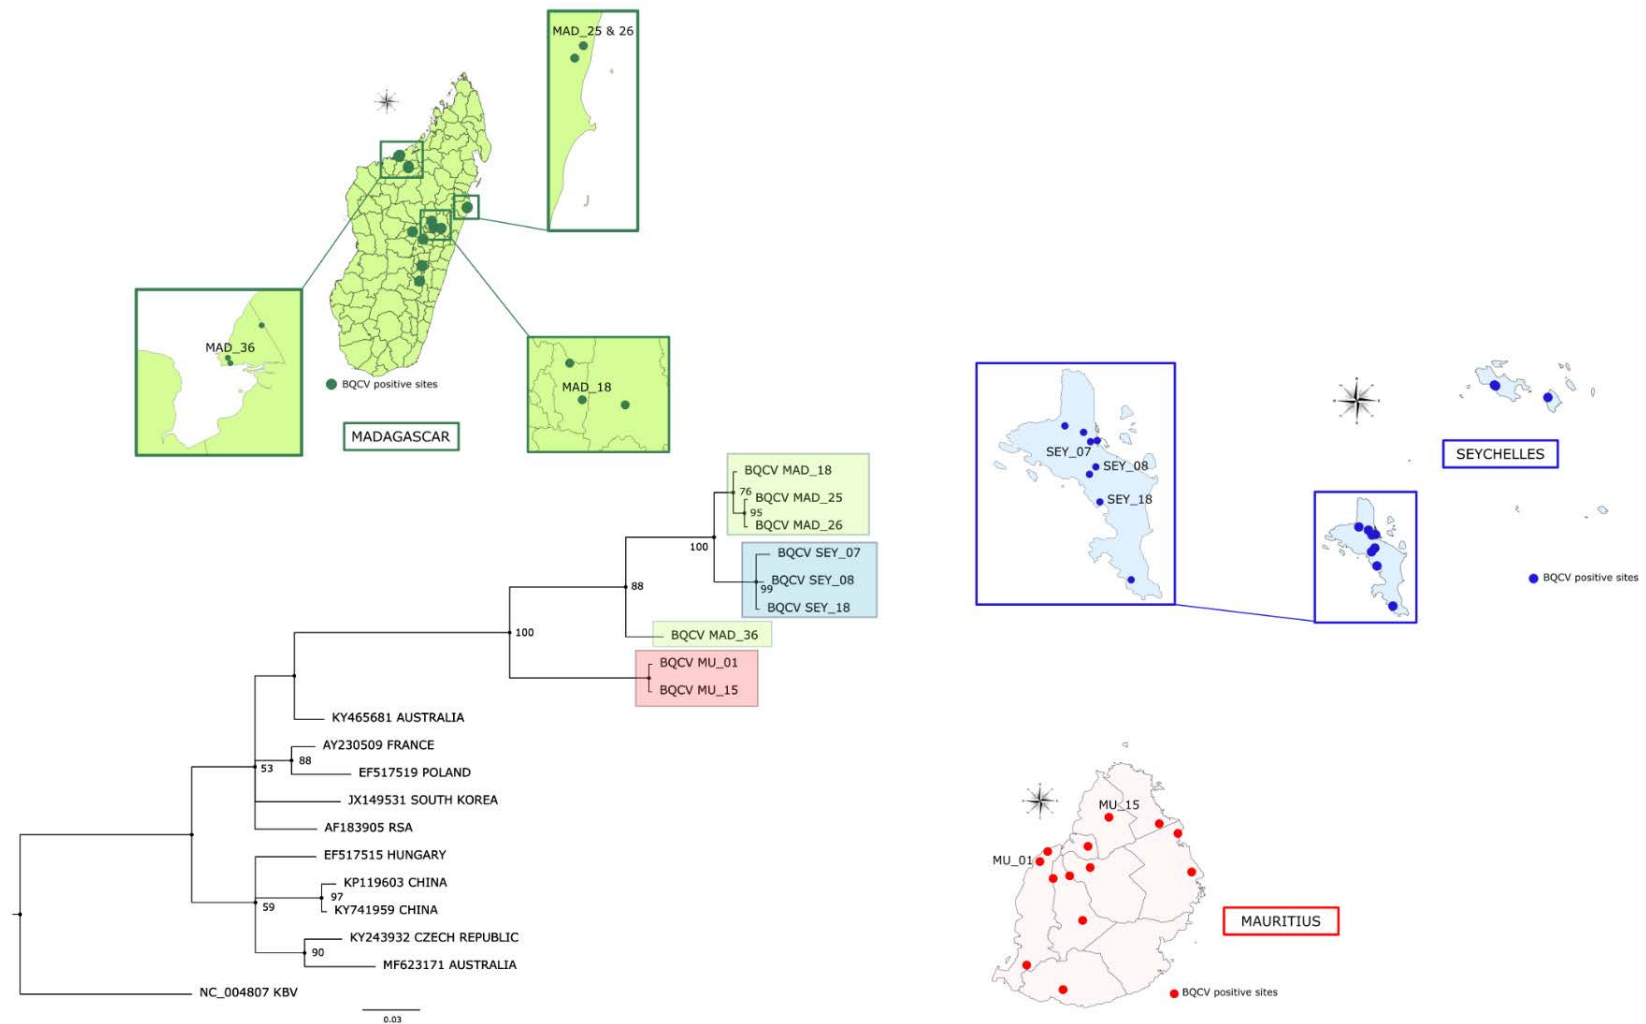 MAD_25 & 26
MAD_36
BQCV positive sites
MAD_18
MADAGASCAR
SEY_07
SEY_08
SEY_18
SEYCHELLES
BQCV positive sites
BQCV MAD_18
76
BQCV MAD_25
95
BQCV MAD_26
100
BQCV SEY_07
BQCV SEY_08
99
BQCV SEY_18
88
BQCV MAD_36
100
BQCV MU_01
BQCV MU_15
KY465681 AUSTRALIA
AY230509 FRANCE
88
53
EF517519 POLAND
JX149531 SOUTH KOREA
AF183905 RSA
EF517515 HUNGARY
KP119603 CHINA
97
59
KY741959 CHINA
KY243932 CZECH REPUBLIC
90
MF623171 AUSTRALIA
NC_004807 KBV
0.03
MU_15
MU_01
MAURITIUS
BQCV positive sites